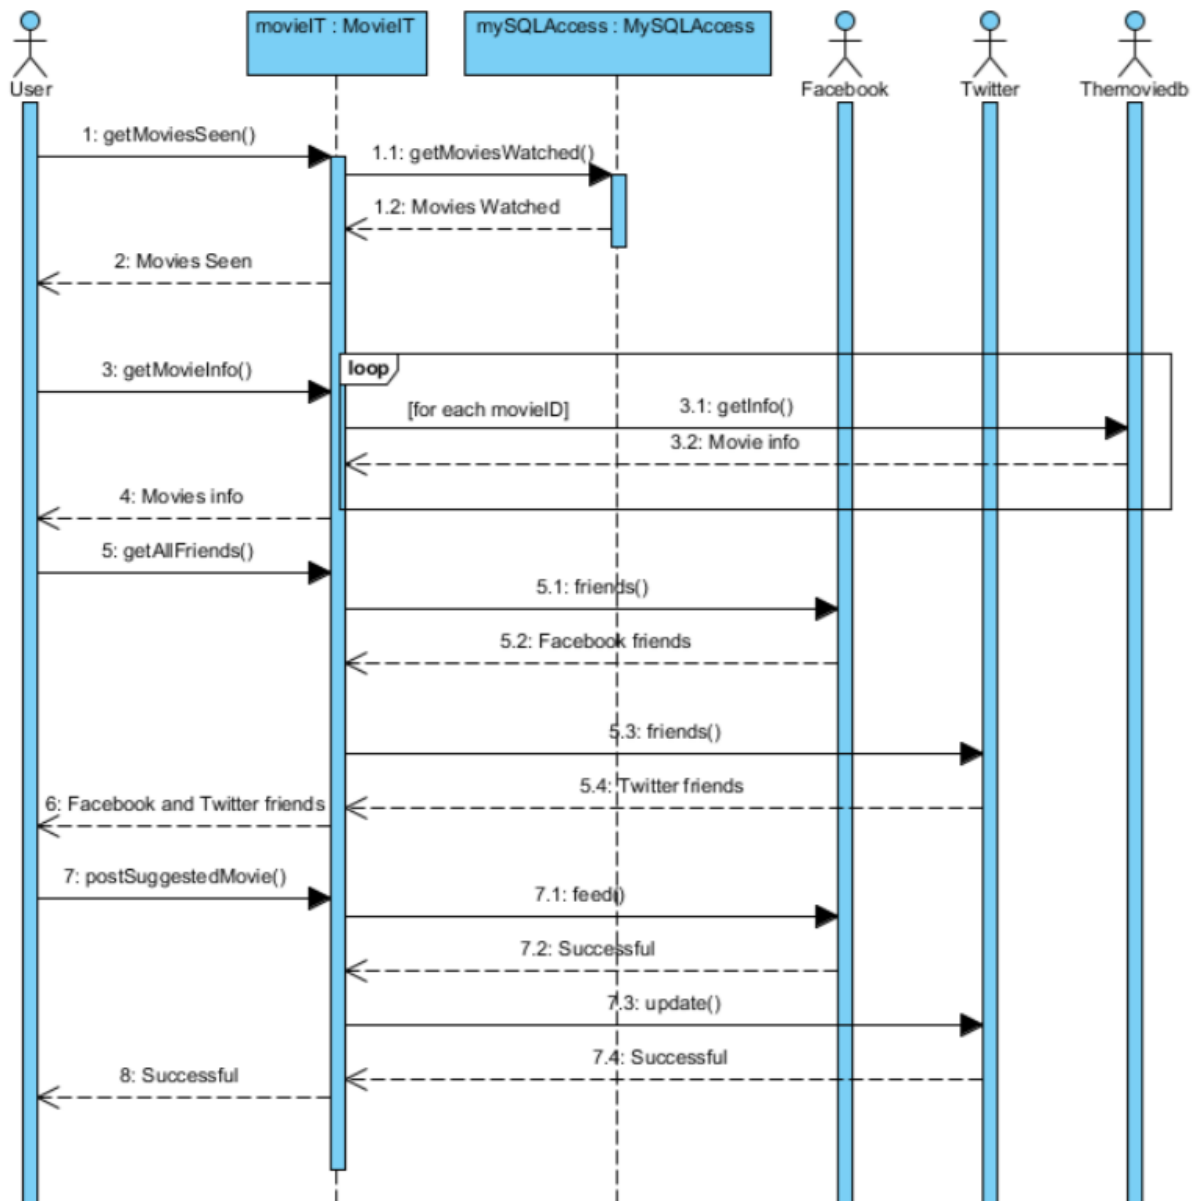 movieIT : MovieIT
mySQLAccess : MySQLAccess
User
Facebook
Twitter
Themoviedb
1: getMoviesSeen()
1.1: getMoviesWatched()
1.2: Movies Watched
2: Movies Seen
loop
3: getMovieInfo()
[for each movieID]
3.1: getInfo()
3.2: Movie info
4: Movies info
5: getAllFriends()
5.1: friends()
5.2: Facebook friends
5.3: friends()
5.4: Twitter friends
6: Facebook and Twitter friends
7: postSuggestedMovie()
7.1: feed()
7.2: Successful
7.3: update()
7.4: Successful
8: Successful